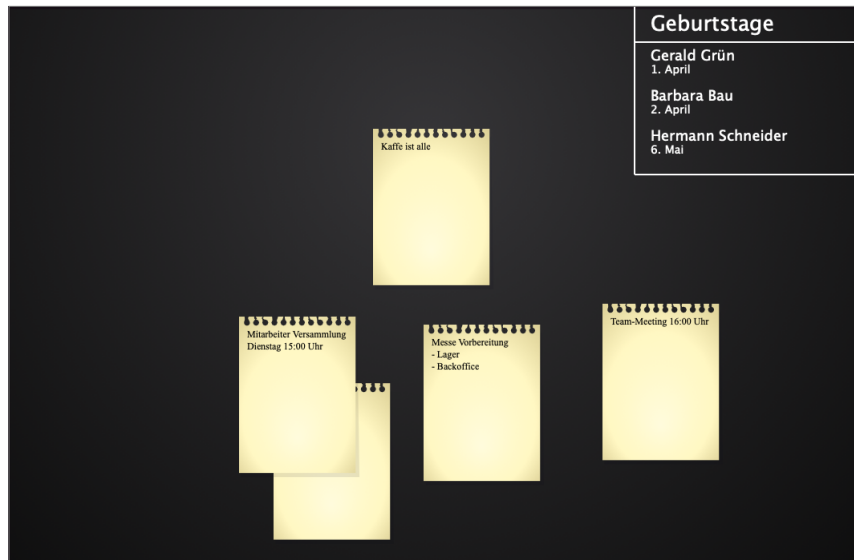 Geburtstage
Gerald Grün
1. April
Barbara Bau
2. April
Hermann Schneider
6. Mai
Kaffe ist alle
Mitarbeiter Versammlung
Dienstag 15:00 Uhr
Messe Vorbereitung
- Lager
- Backoffice
Team-Meeting 16:00 Uhr